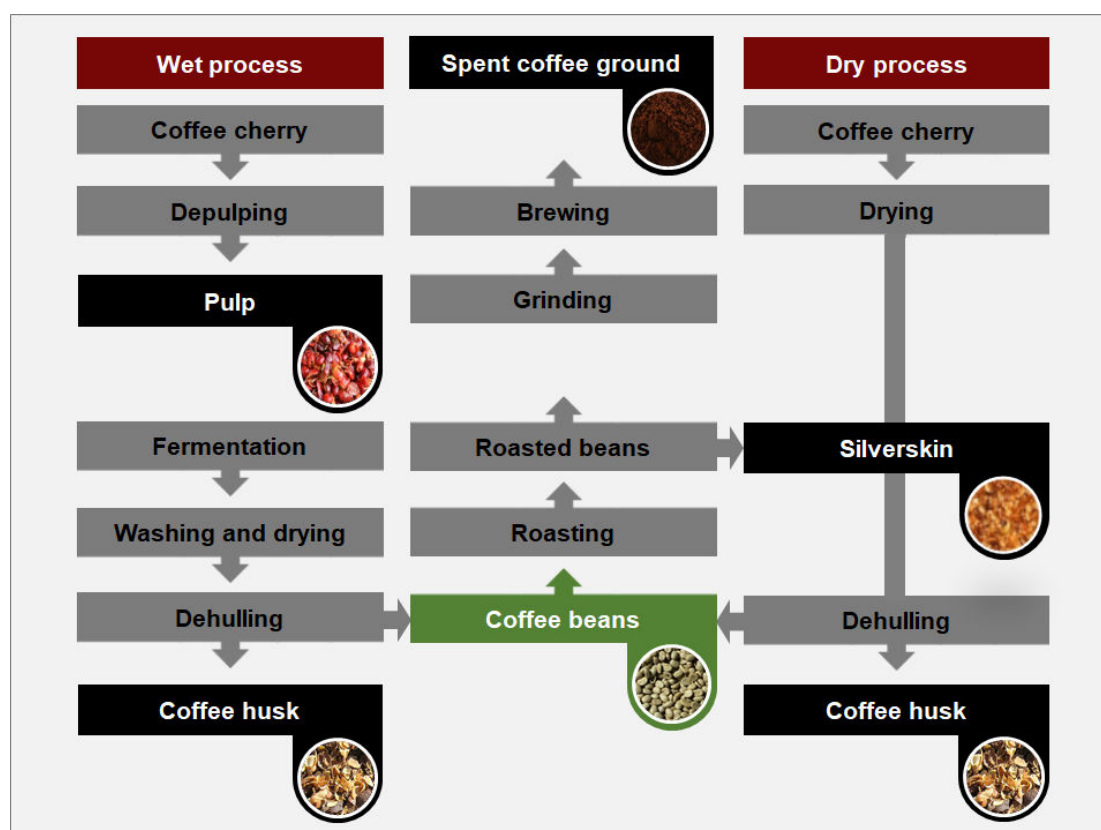 Wet process
Coffee cherry
Depulping
Pulp
Fermentation
Washing and drying
Dehulling
Coffee husk
Spent coffee ground
Brewing
Grinding
Roasted beans
Roasting
Coffee beans
Dry process
Coffee cherry
Drying
Silverskin
Dehulling
Coffee husk